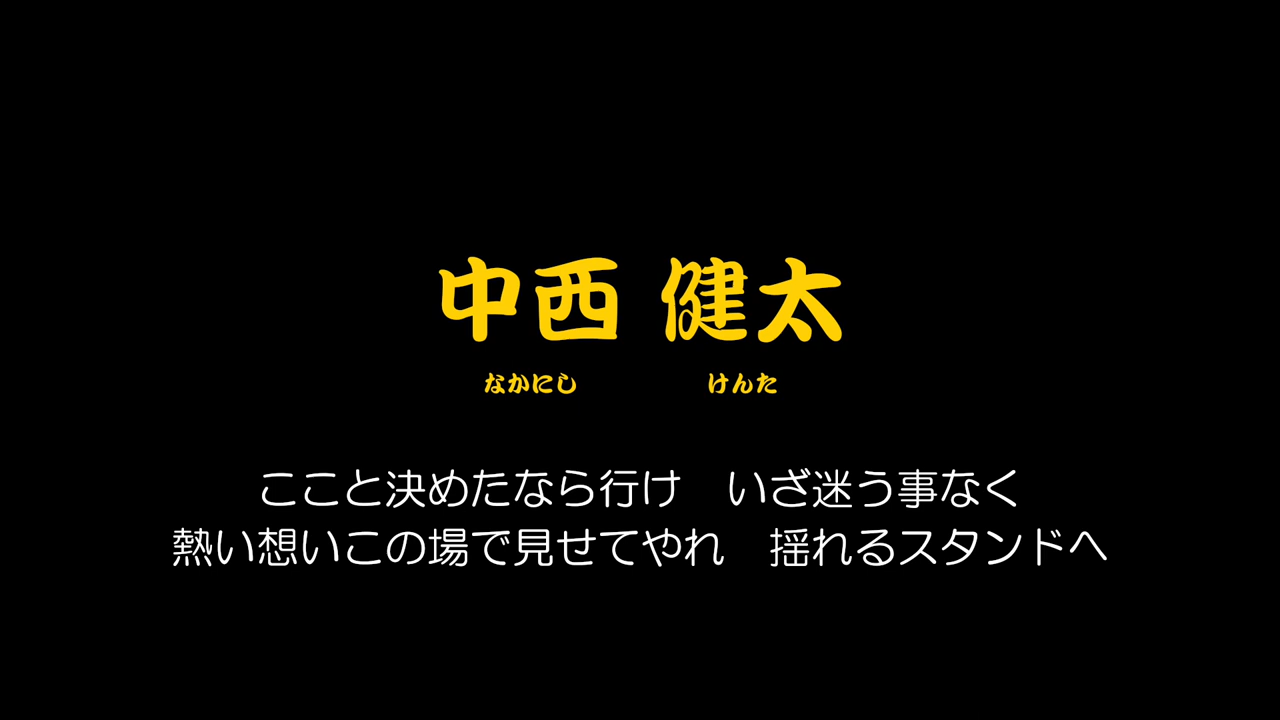 中西 健太
なかにし けんた
ここと決めたなら行け　いざ迷う事なく
熱い想いこの場で見せてやれ　揺れるスタンドへ